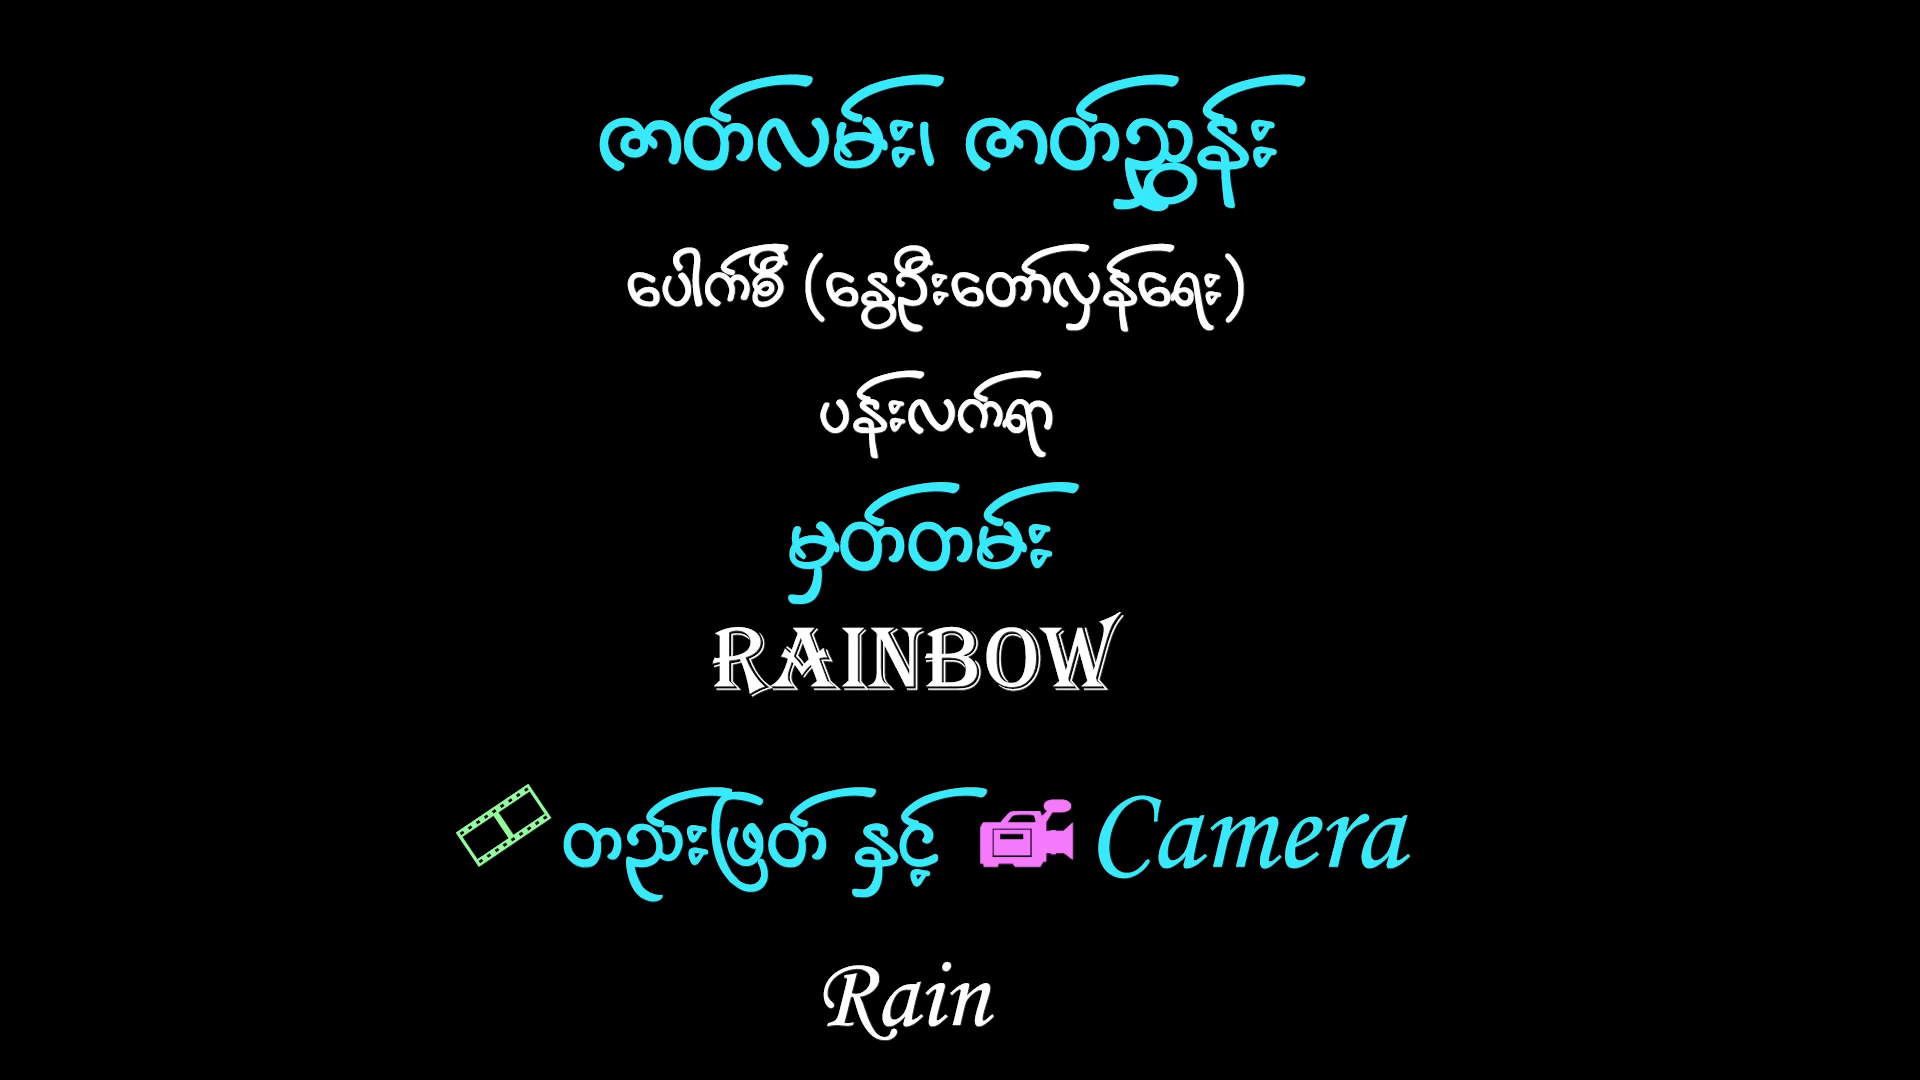 ဇာတ်လမ်း၊ ဇာတ်ညွှန်း
ပေါက်စီ (နွေဦးတော်လှန်ရေး)
ပန်းလက်ရာ
မှတ်တမ်း
RAINBOW
တည်းဖြတ် နှင့် Camera
Rain